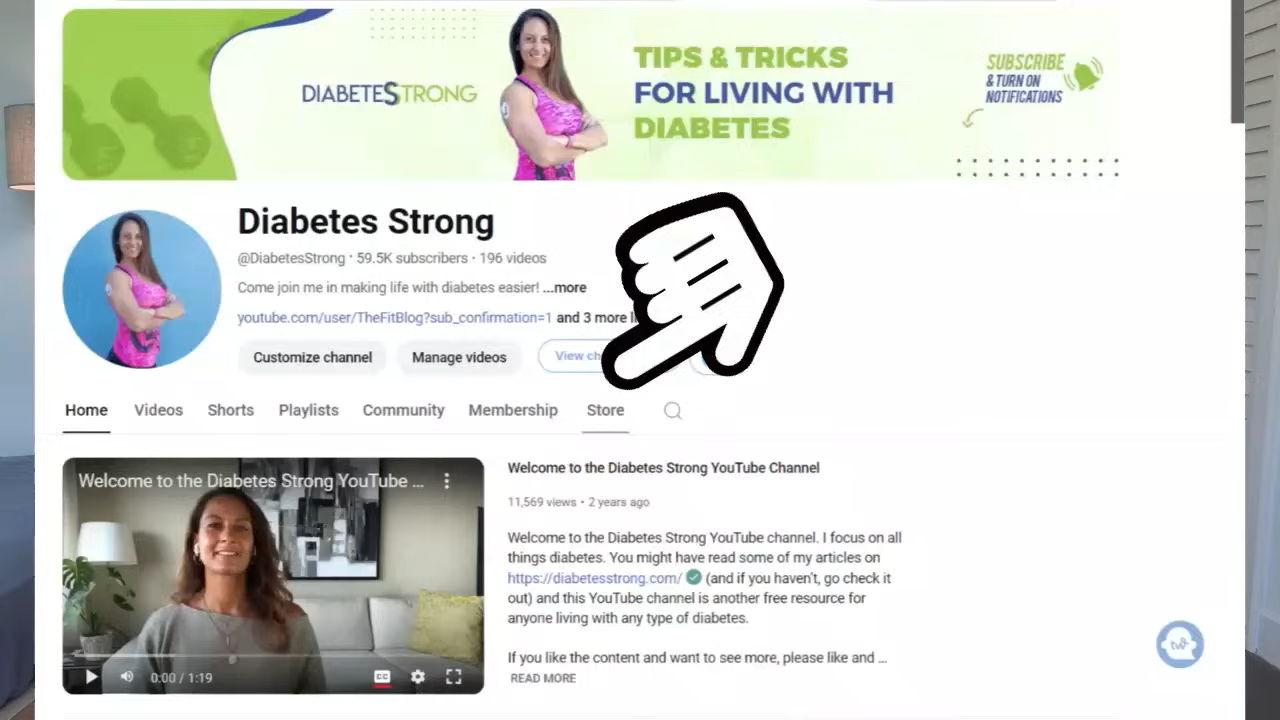 DIABETESTRONG
TIPS & TRICKS
FOR LIVING WITH
DIABETES
SUBSCRIBE
& TURN ON
NOTIFICATIONS
Diabetes Strong
@DiabetesStrong • 59.5K subscribers • 196 videos
Come join me in making life with diabetes easier! ...more
youtube.com/user/TheFitBlog?sub_confirmation=1 and 3 more
Customize channel
Manage videos
View
Home
Videos
Shorts
Playlists
Community
Membership
Store
Welcome to the Diabetes Strong YouTube ...
0:00 / 1:19
CC
Welcome to the Diabetes Strong YouTube Channel
11,569 views • 2 years ago
Welcome to the Diabetes Strong YouTube channel. I focus on all
things diabetes. You might have read some of my articles on
https://diabetesstrong.com/ (and if you haven't, go check it
out) and this YouTube channel is another free resource for
anyone living with any type of diabetes.
If you like the content and want to see more, please like and ...
READ MORE